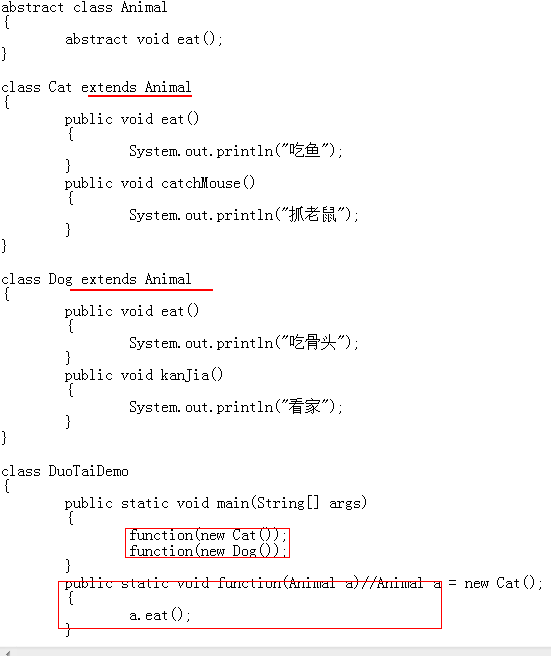 abstract class Animal
{
abstract void eat();
}
class Cat extends Animal
{
public void eat()
{
System.out.println("吃鱼");
}
public void catchMouse()
{
System.out.println("抓老鼠");
}
}
class Dog extends Animal
{
public void eat()
{
System.out.println("吃骨头");
}
public void kanJia()
{
System.out.println("看家");
}
}
class DuoTaiDemo
{
public static void main(String[] args)
{
function(new Cat());
function(new Dog());
}
public static void function(Animal a)//Animal a = new Cat();
{
a.eat();
}